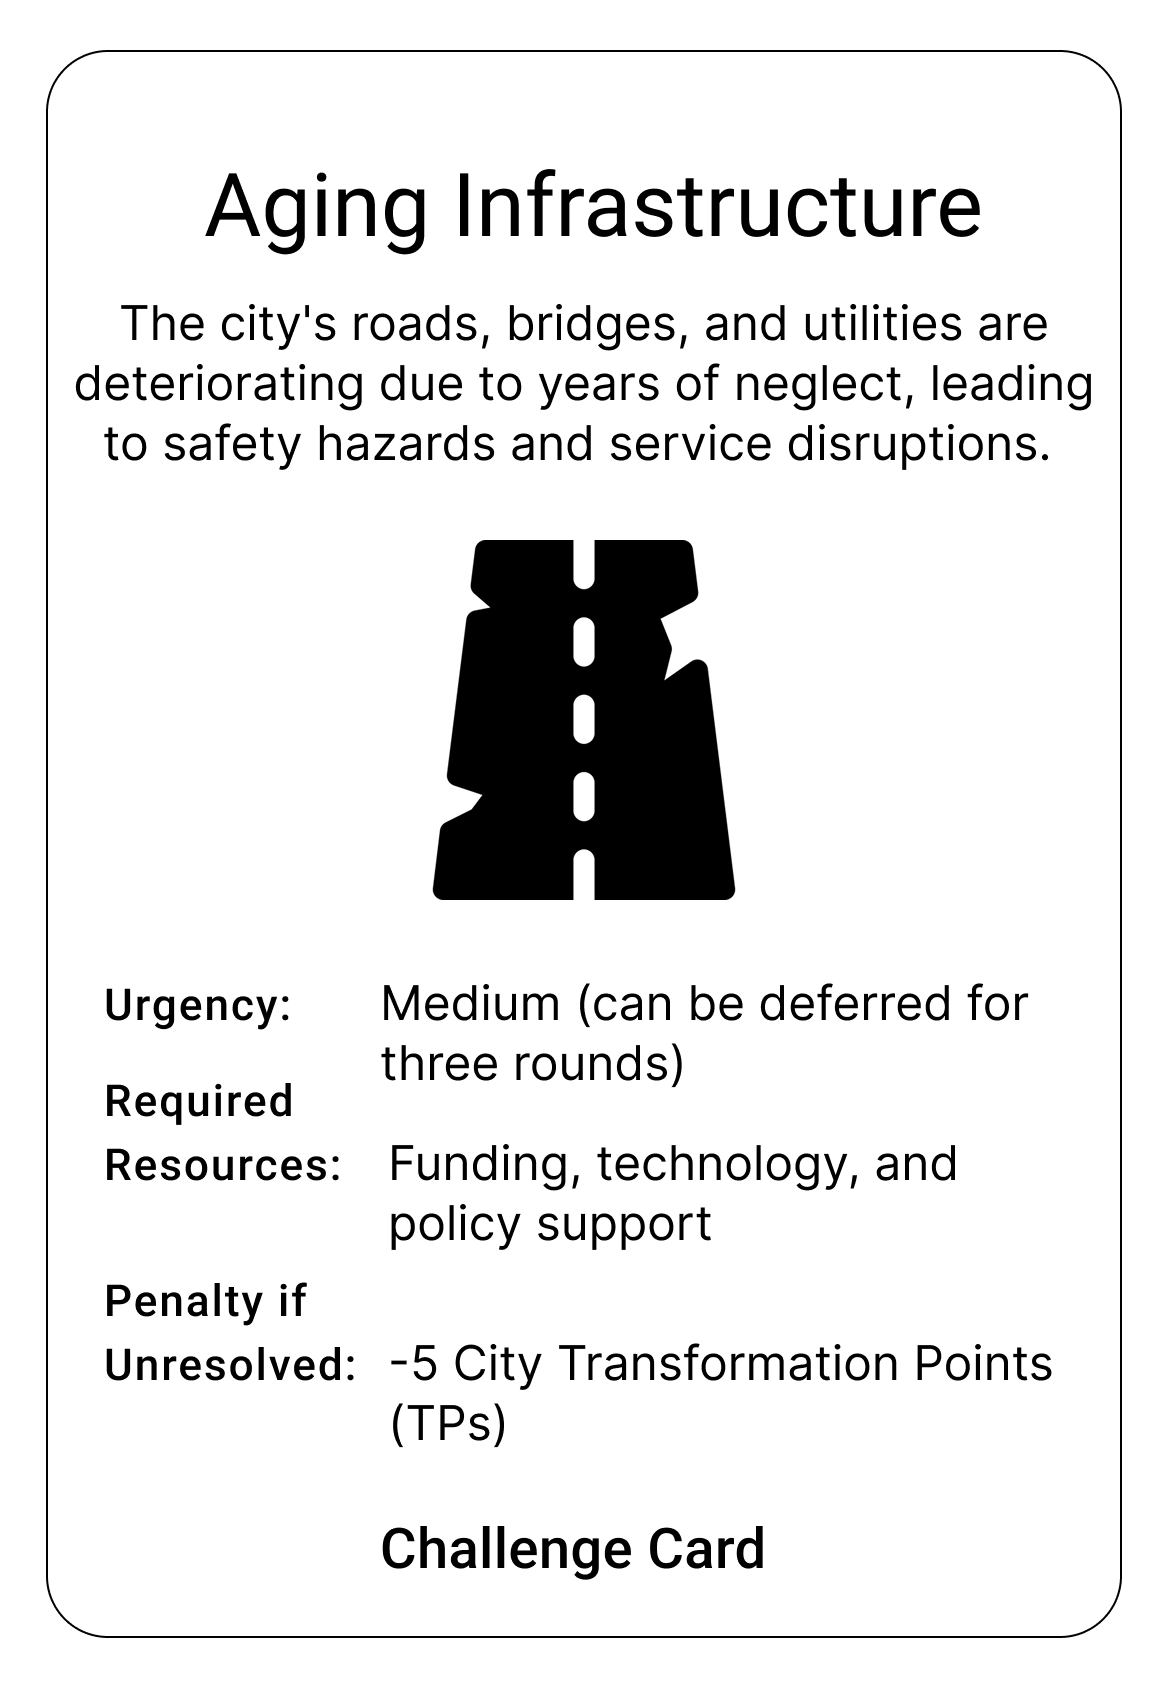 Aging Infrastructure
The city's roads, bridges, and utilities are
deteriorating due to years of neglect, leading
to safety hazards and service disruptions.
Urgency: Medium (can be deferred for
three rounds)
Required
Resources: Funding, technology, and
policy support
Penalty if
Unresolved: -5 City Transformation Points
(TPs)
Challenge Card